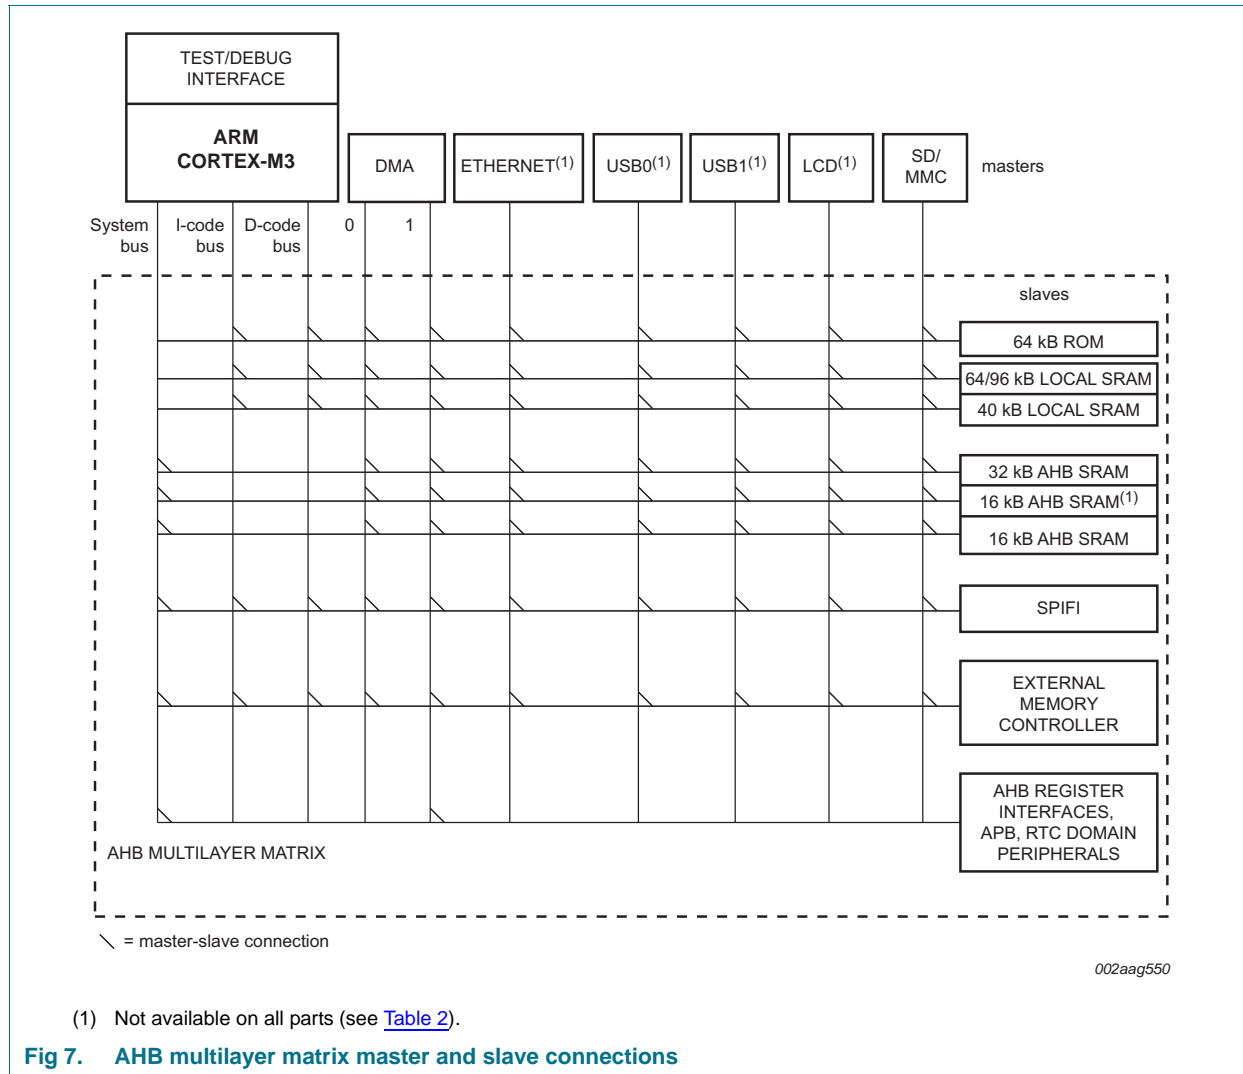 TEST/DEBUG
INTERFACE
ARM
CORTEX-M3
DMA
ETHERNET(1)
USB0(1)
USB1(1)
LCD(1)
SD/
MMC
masters
System
bus
I-code
bus
D-code
bus
0
1
slaves
64 kB ROM
64/96 kB LOCAL SRAM
40 kB LOCAL SRAM
32 kB AHB SRAM
16 kB AHB SRAM(1)
16 kB AHB SRAM
SPIFI
EXTERNAL
MEMORY
CONTROLLER
AHB REGISTER
INTERFACES,
APB, RTC DOMAIN
PERIPHERALS
AHB MULTILAYER MATRIX
= master-slave connection
002aag550
(1) Not available on all parts (see Table 2).
Fig 7. AHB multilayer matrix master and slave connections